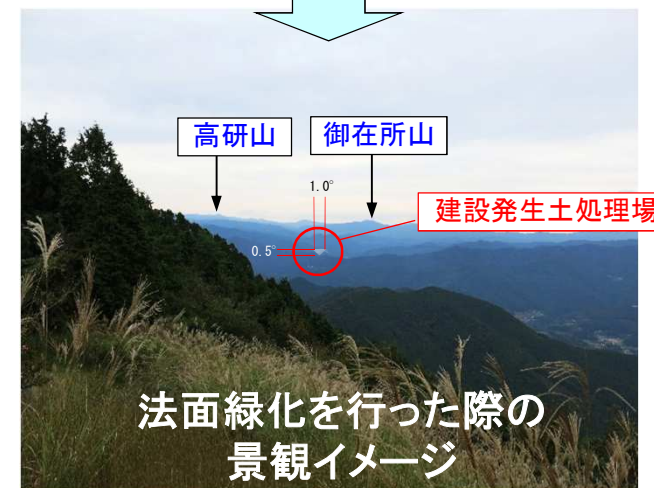 高研山
御在所山
1.0°
建設発生土処理場
0.5°
法面緑化を行った際の
景観イメージ